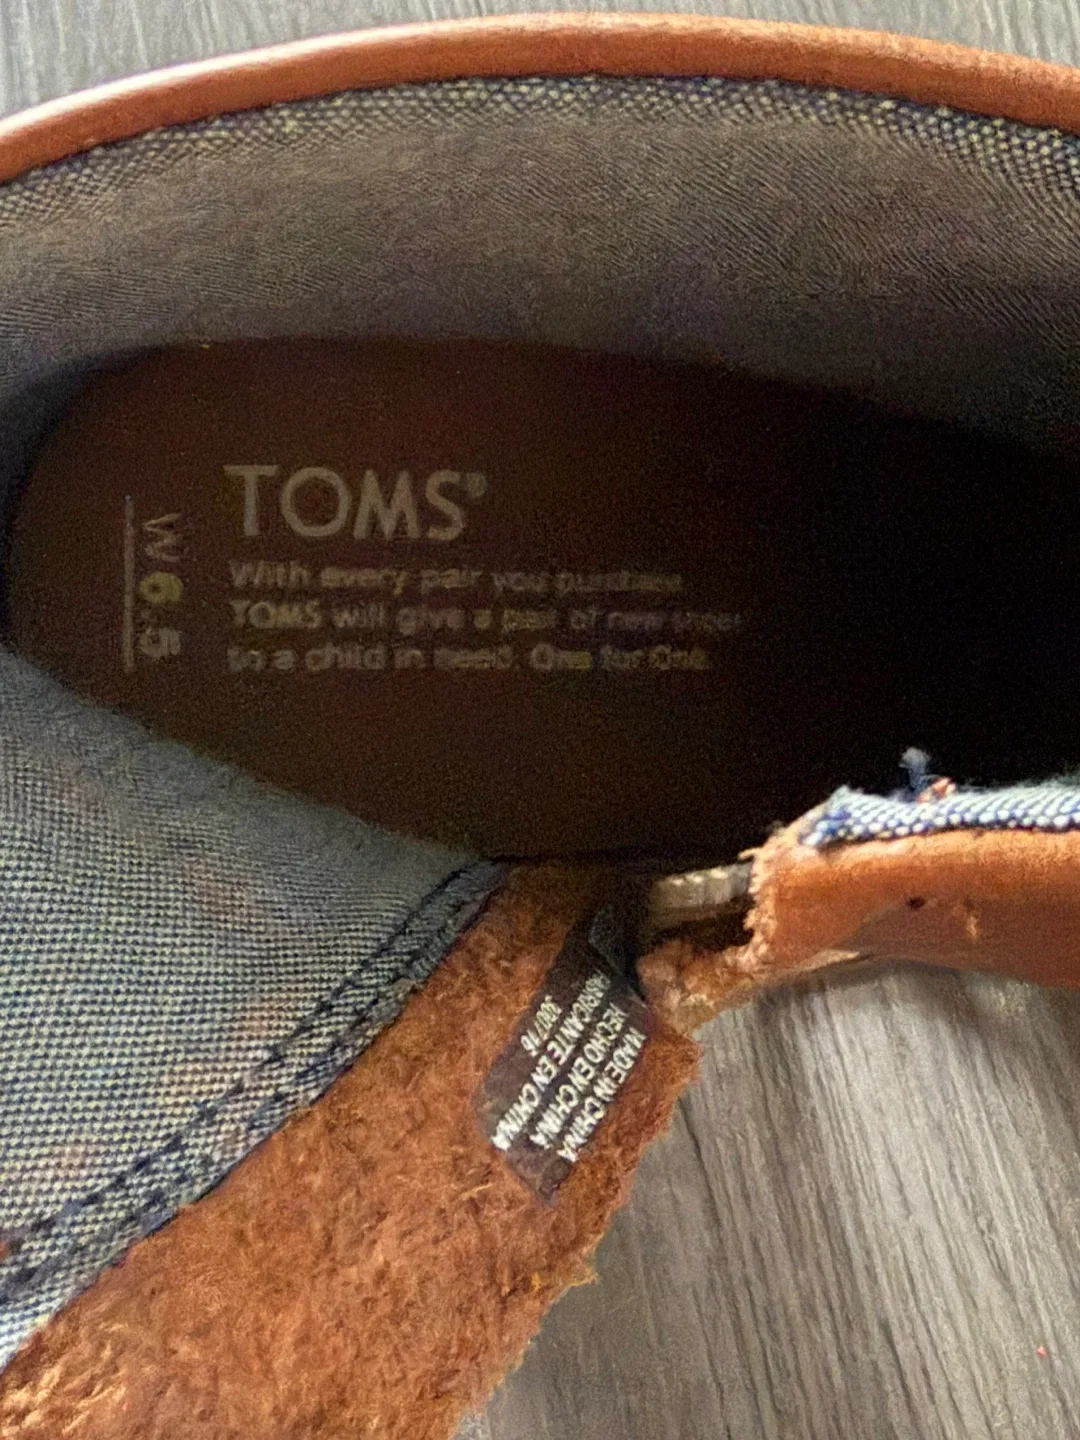 TOMS®
With every pair you purchase
TOMS will give a pair of new shoes
to a child in need. One for One.
W 6.5
MADE IN CHINA
HECHO EN CHINA
FABRICANTE EN CHINA